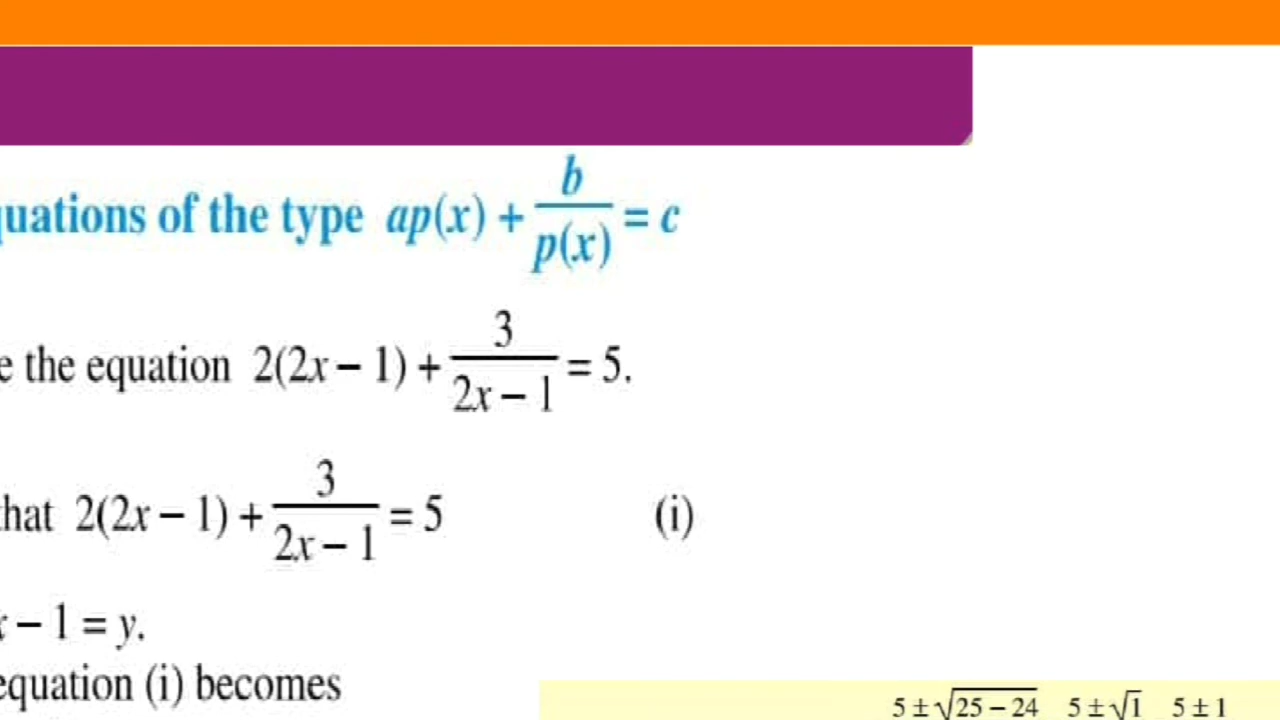 quations of the type ap(x) + b/p(x) = c
e the equation 2(2x − 1) + 3/(2x − 1) = 5.
hat 2(2x − 1) + 3/(2x − 1) = 5 (i)
x − 1 = y.
equation (i) becomes
5 ± √(25 − 24) 5 ± √1 5 ± 1